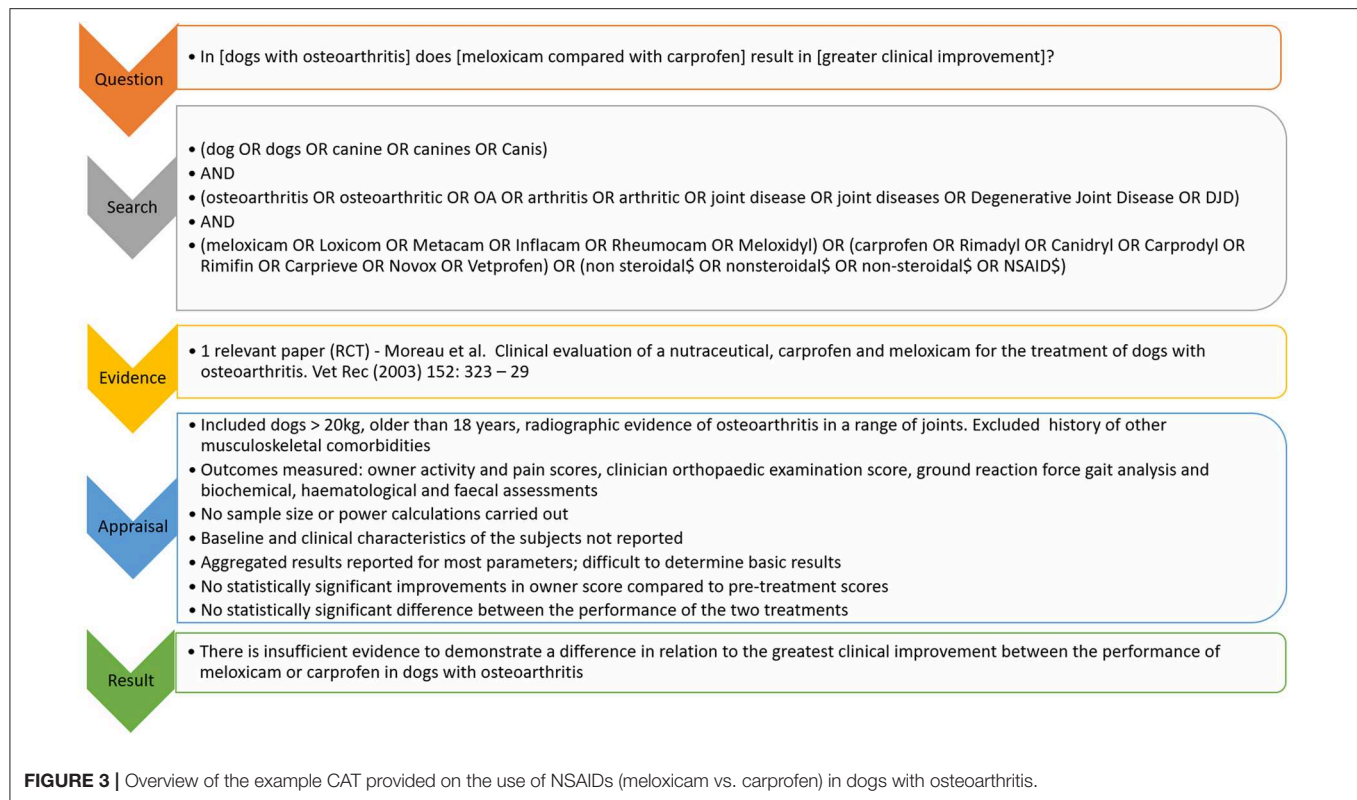 Question
• In [dogs with osteoarthritis] does [meloxicam compared with carprofen] result in [greater clinical improvement]?
Search
• (dog OR dogs OR canine OR canines OR Canis)
• AND
• (osteoarthritis OR osteoarthritic OR OA OR arthritis OR arthritic OR joint disease OR joint diseases OR Degenerative Joint Disease OR DJD)
• AND
• (meloxicam OR Loxicom OR Metacam OR Inflacam OR Rheumocam OR Meloxidyl) OR (carprofen OR Rimadyl OR Canidryl OR Carprodyl OR
Rimifin OR Carprieve OR Novox OR Vetprofen) OR (non steroidal$ OR nonsteroidal$ OR non-steroidal$ OR NSAID$)
Evidence
• 1 relevant paper (RCT) - Moreau et al.  Clinical evaluation of a nutraceutical, carprofen and meloxicam for the treatment of dogs with
osteoarthritis. Vet Rec (2003) 152: 323 – 29
Appraisal
• Included dogs > 20kg, older than 18 years, radiographic evidence of osteoarthritis in a range of joints. Excluded  history of other
musculoskeletal comorbidities
• Outcomes measured: owner activity and pain scores, clinician orthopaedic examination score, ground reaction force gait analysis and
biochemical, haematological and faecal assessments
• No sample size or power calculations carried out
• Baseline and clinical characteristics of the subjects not reported
• Aggregated results reported for most parameters; difficult to determine basic results
• No statistically significant improvements in owner score compared to pre-treatment scores
• No statistically significant difference between the performance of the two treatments
Result
• There is insufficient evidence to demonstrate a difference in relation to the greatest clinical improvement between the performance of
meloxicam or carprofen in dogs with osteoarthritis
FIGURE 3 | Overview of the example CAT provided on the use of NSAIDs (meloxicam vs. carprofen) in dogs with osteoarthritis.